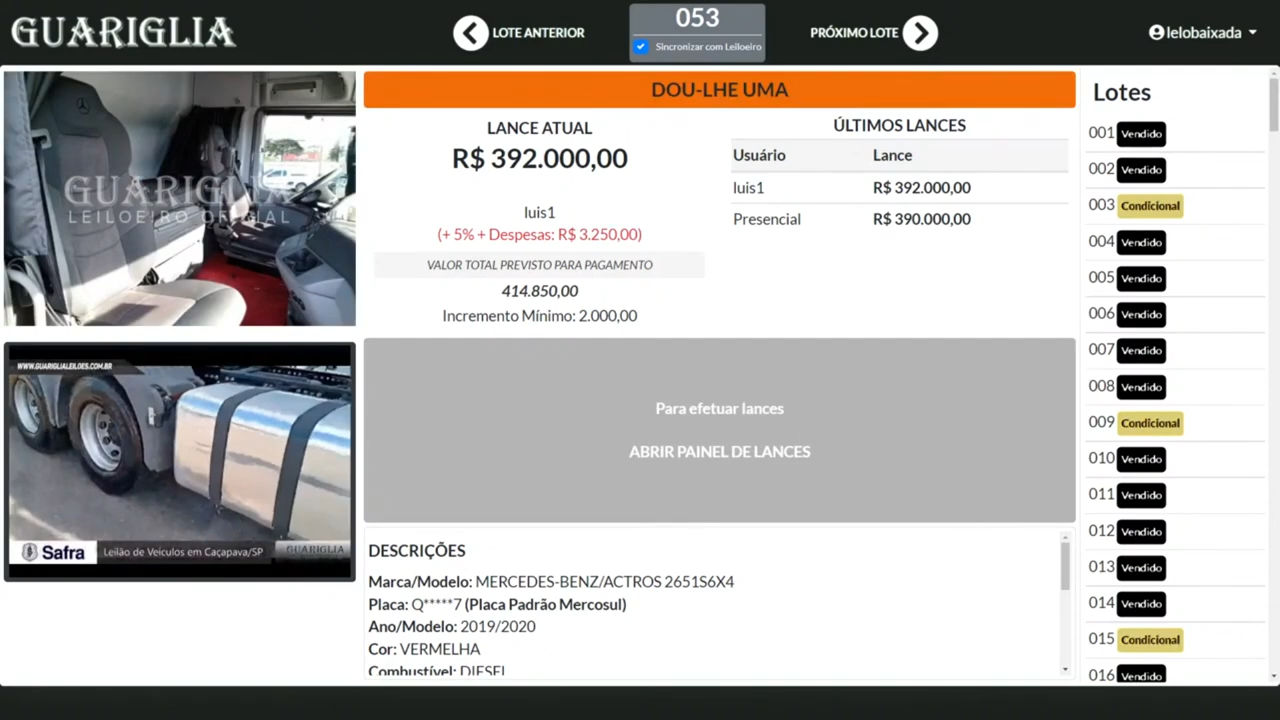 GUARIGLIA
LOTE ANTERIOR
053
Sincronizar com Leiloeiro
PRÓXIMO LOTE
lelobaixada
GUARIGLIA
LEILOEIRO OFICIAL
WWW.GUARIGLIALEILOES.COM.BR
Safra
Leilão de Veiculos em Caçapava/SP
GUARIGLIA
DOU-LHE UMA
LANCE ATUAL
R$ 392.000,00
luis1
(+ 5% + Despesas: R$ 3.250,00)
VALOR TOTAL PREVISTO PARA PAGAMENTO
414.850,00
Incremento Mínimo: 2.000,00
ÚLTIMOS LANCES
Usuário Lance
luis1 R$ 392.000,00
Presencial R$ 390.000,00
Para efetuar lances
ABRIR PAINEL DE LANCES
DESCRIÇÕES
Marca/Modelo: MERCEDES-BENZ/ACTROS 2651S6X4
Placa: Q*****7 (Placa Padrão Mercosul)
Ano/Modelo: 2019/2020
Cor: VERMELHA
Combustível: DIESEL
Lotes
001 Vendido
002 Vendido
003 Condicional
004 Vendido
005 Vendido
006 Vendido
007 Vendido
008 Vendido
009 Condicional
010 Vendido
011 Vendido
012 Vendido
013 Vendido
014 Vendido
015 Condicional
016 Vendido